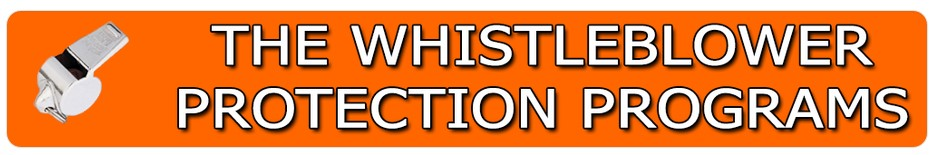 THE WHISTLEBLOWER
PROTECTION PROGRAMS